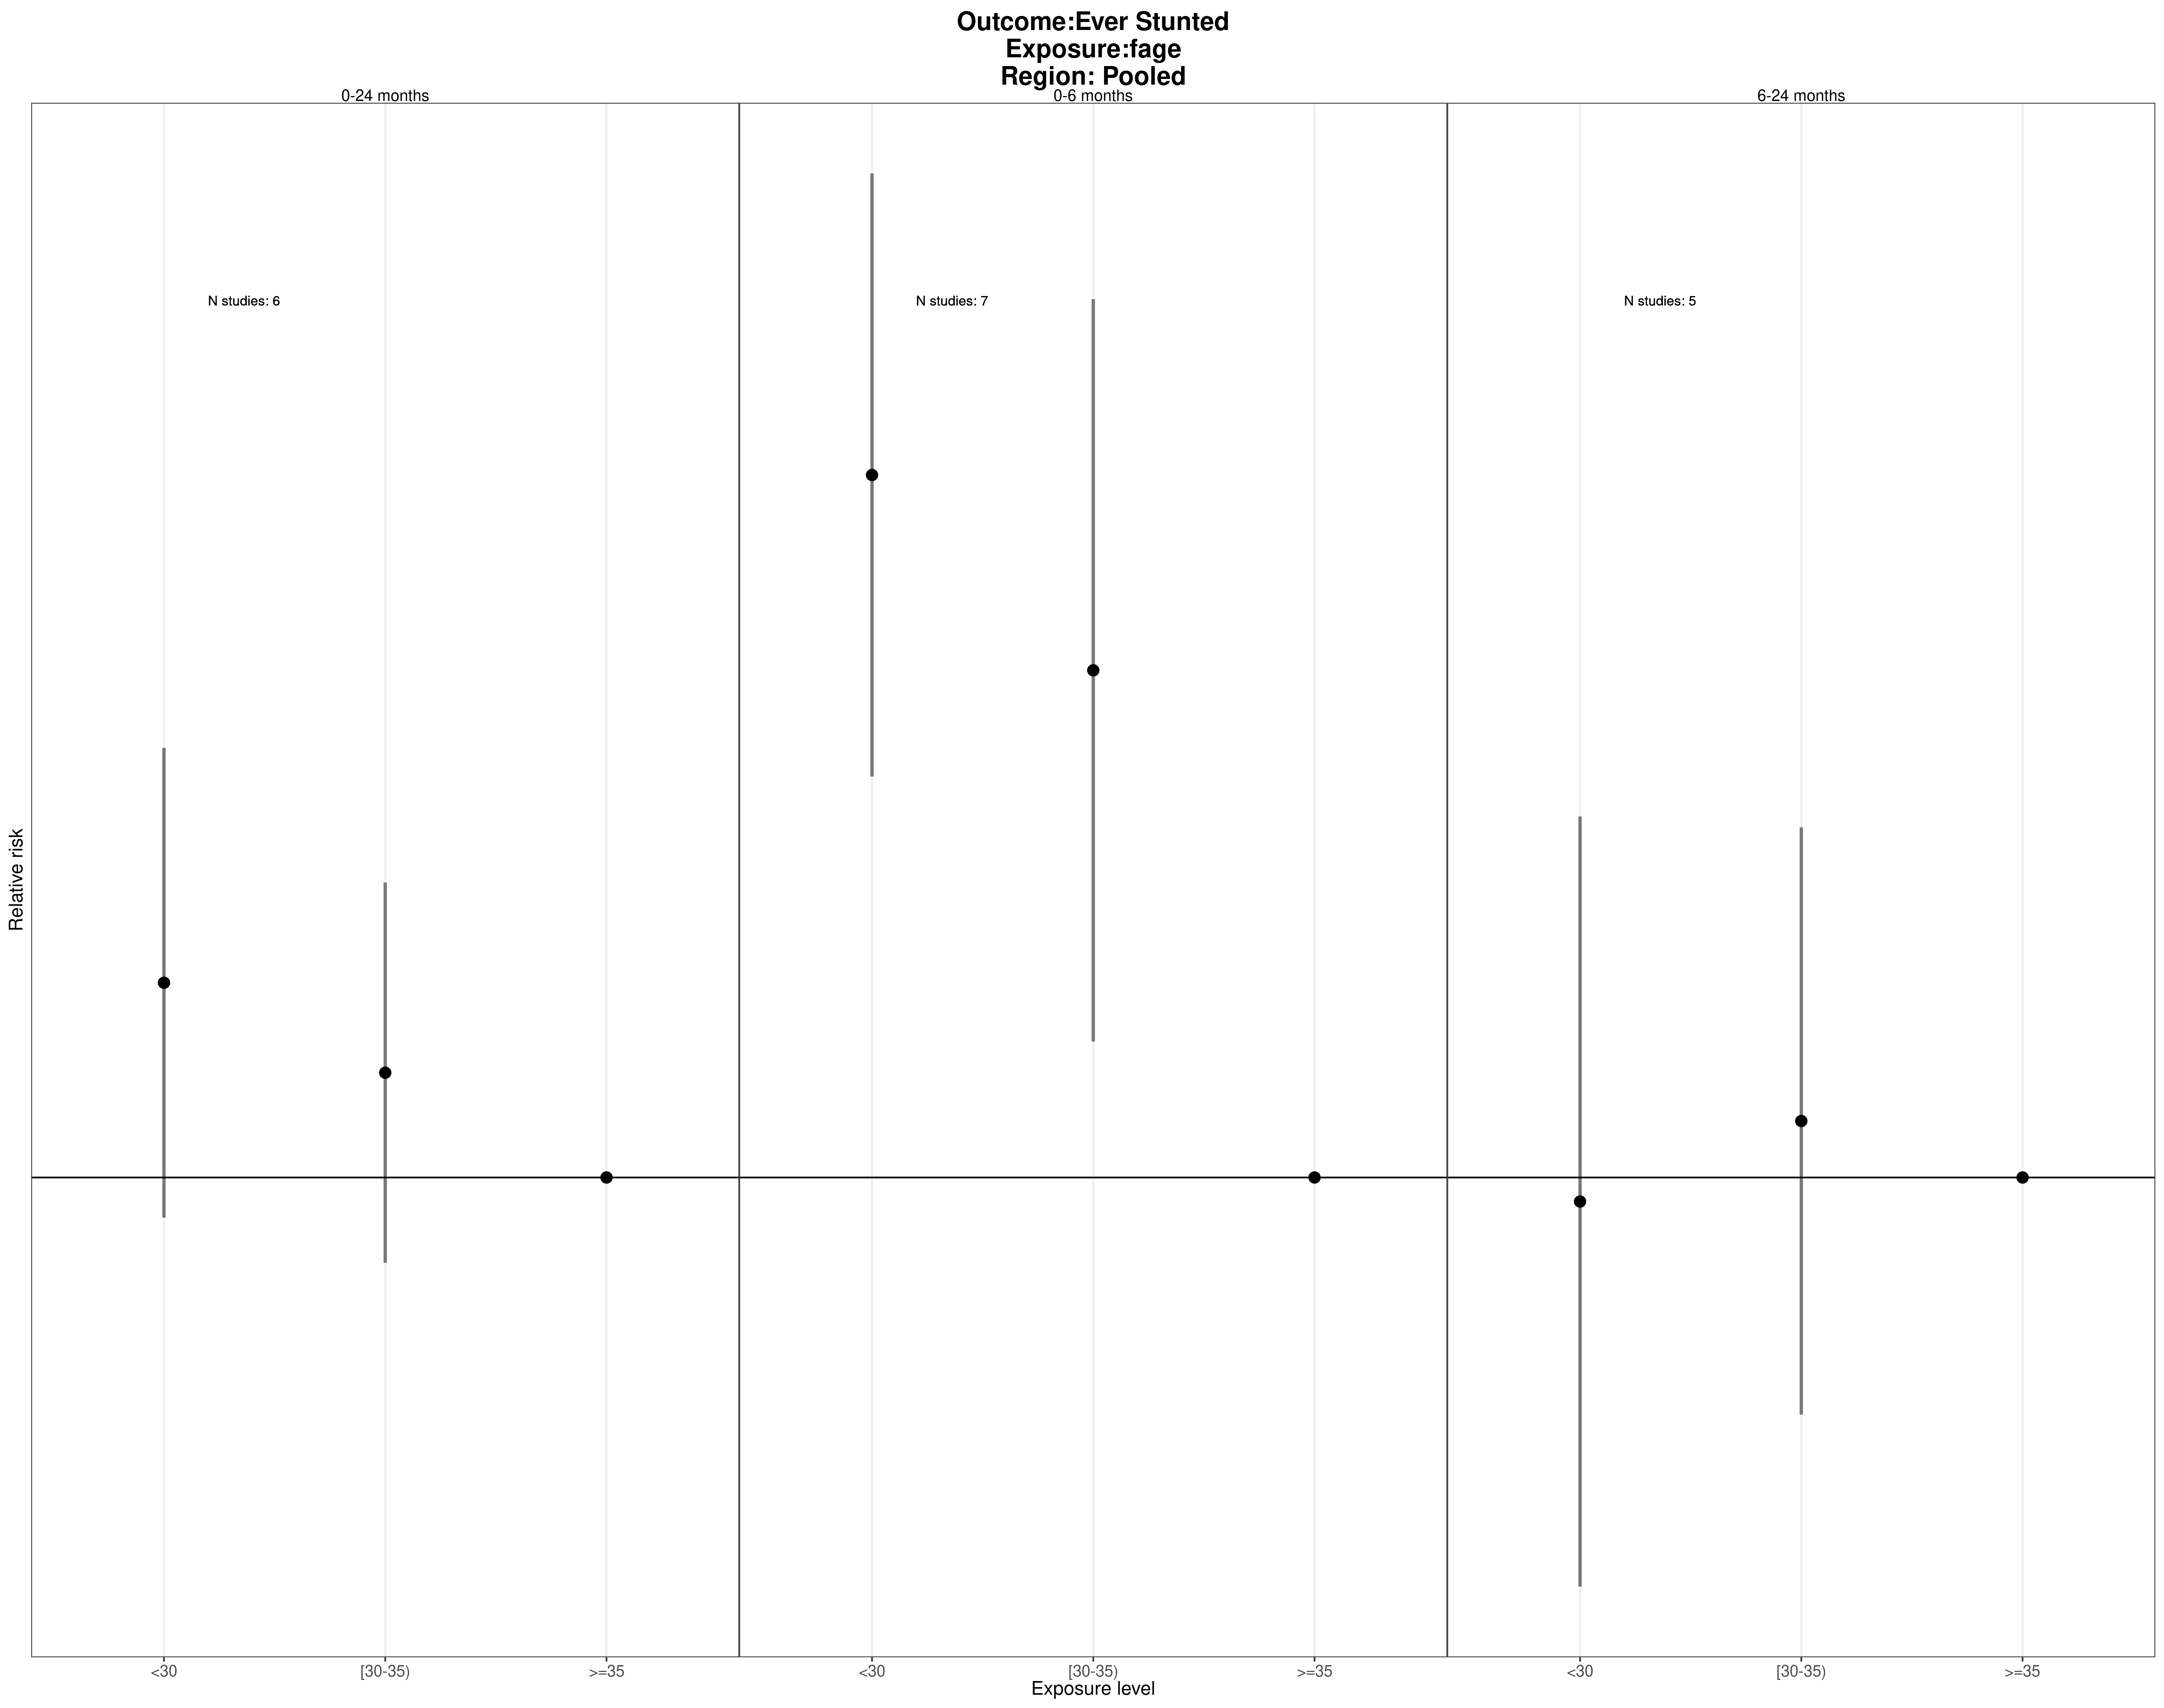 Outcome:Ever Stunted
Exposure:fage
Region: Pooled
0-24 months
0-6 months
6-24 months
N studies: 6
N studies: 7
N studies: 5
Relative risk
<30
[30-35)
>=35
<30
[30-35)
>=35
<30
[30-35)
>=35
Exposure level